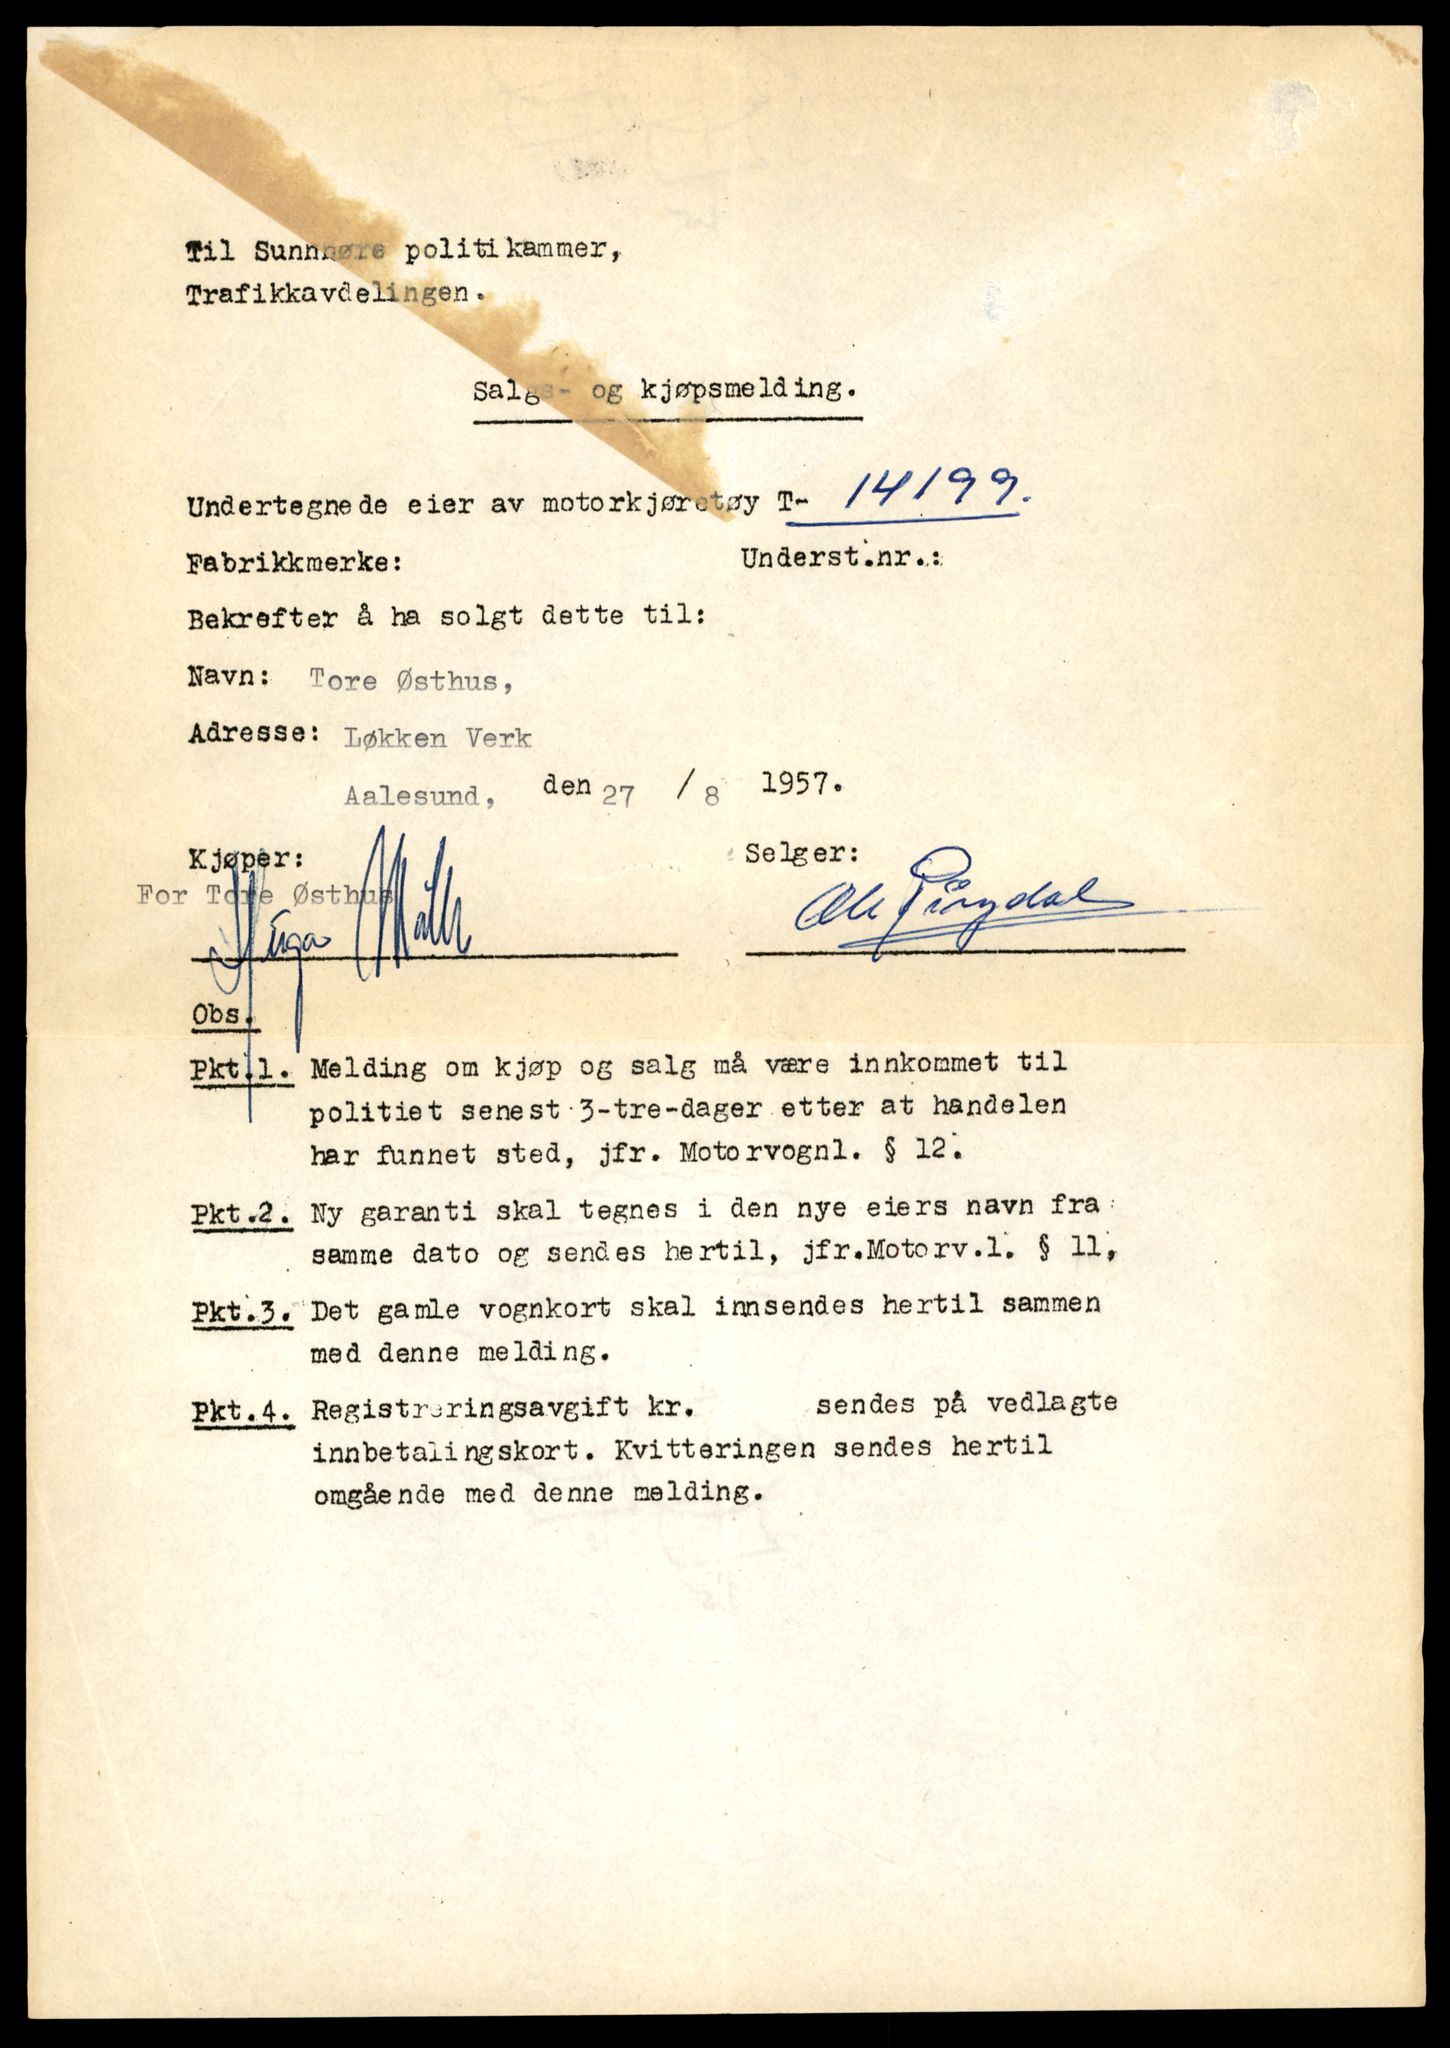 Til Sunnmøre politikammer,
Trafikkavdelingen.
Salgs- og kjøpsmelding.
Undertegnede eier av motorkjøretøy T- 14199.
Fabrikkmerke: Underst.nr.:
Bekrefter å ha solgt dette til:
Navn: Tore Østhus,
Adresse: Løkken Verk
Aalesund, den 27 / 8 1957.
Kjøper: Selger:
For Tore Østhus
Obs.
Pkt.1. Melding om kjøp og salg må være innkommet til
politiet senest 3-tre-dager etter at handelen
har funnet sted, jfr. Motorvognl. § 12.
Pkt.2. Ny garanti skal tegnes i den nye eiers navn fra
samme dato og sendes hertil, jfr.Motorv.l. § 11.
Pkt.3. Det gamle vognkort skal innsendes hertil sammen
med denne melding.
Pkt.4. Registreringsavgift kr. sendes på vedlagte
innbetalingskort. Kvitteringen sendes hertil
omgående med denne melding.